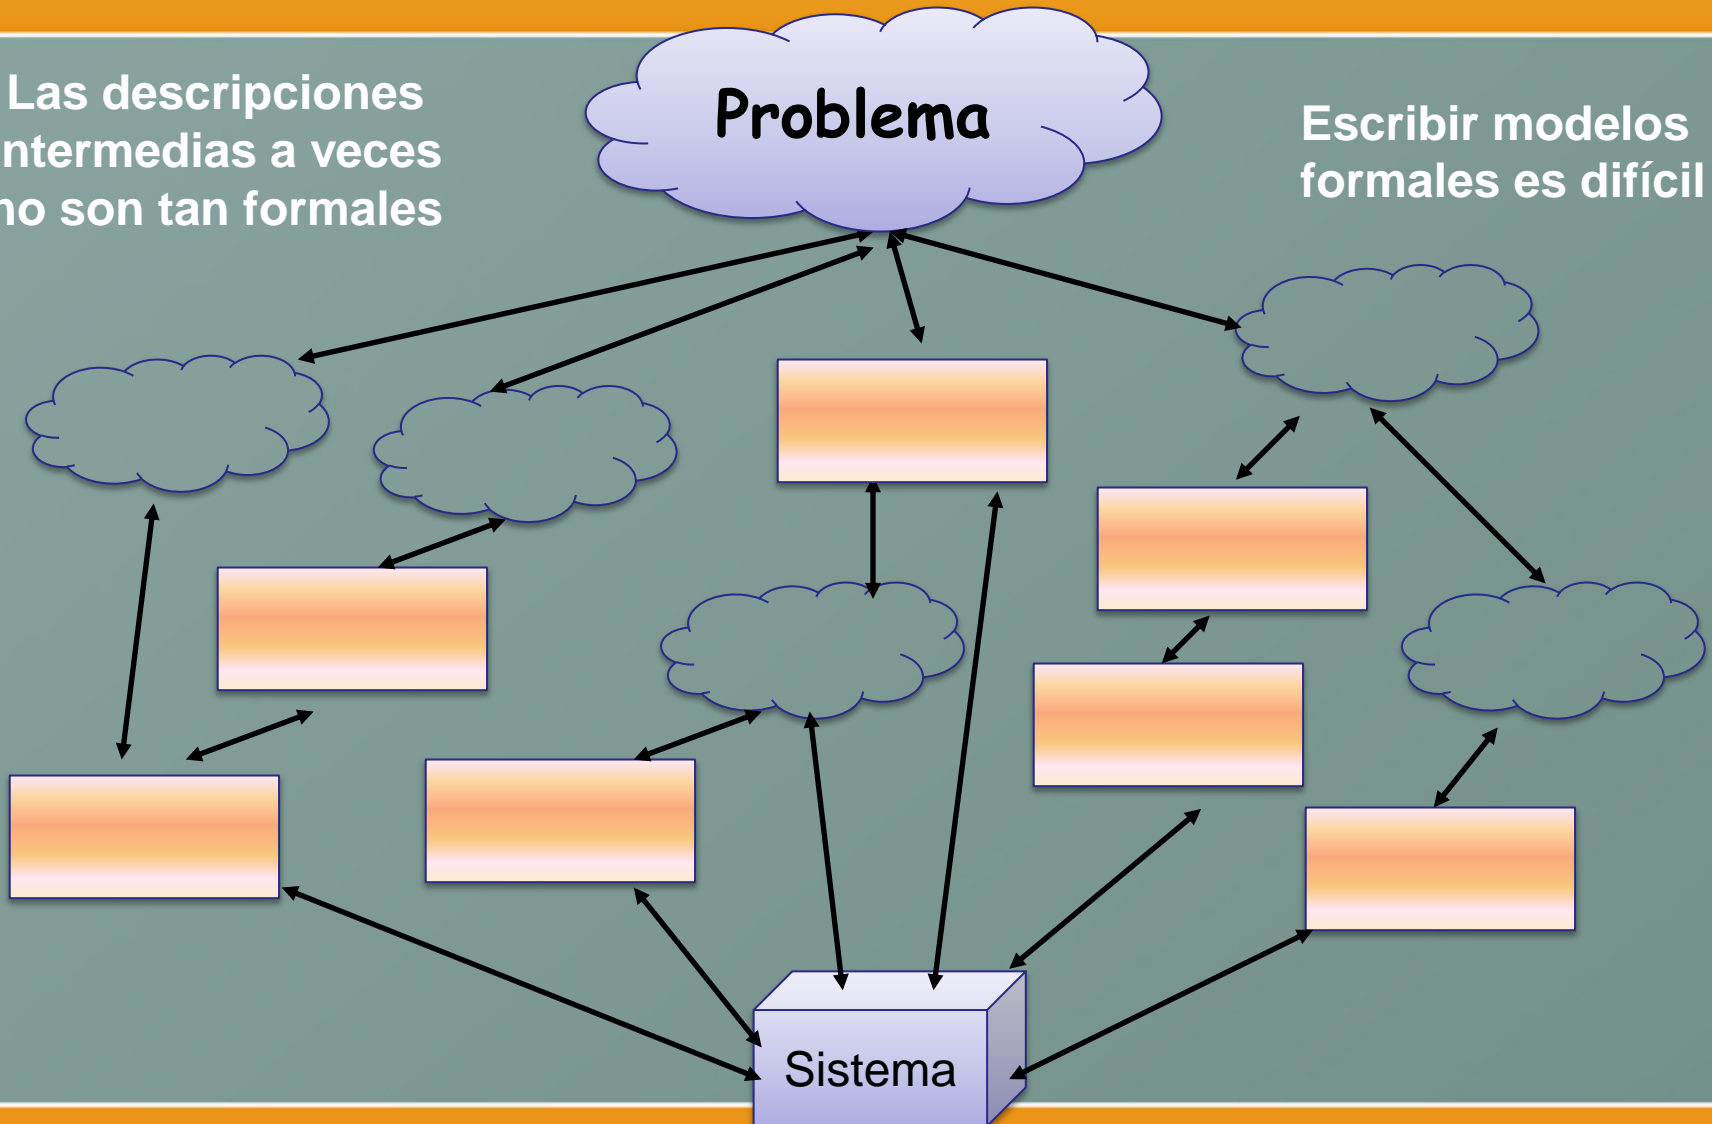 Las descripciones
ntermedias a veces
no son tan formales
Problema
Escribir modelos
formales es difícil
Sistema